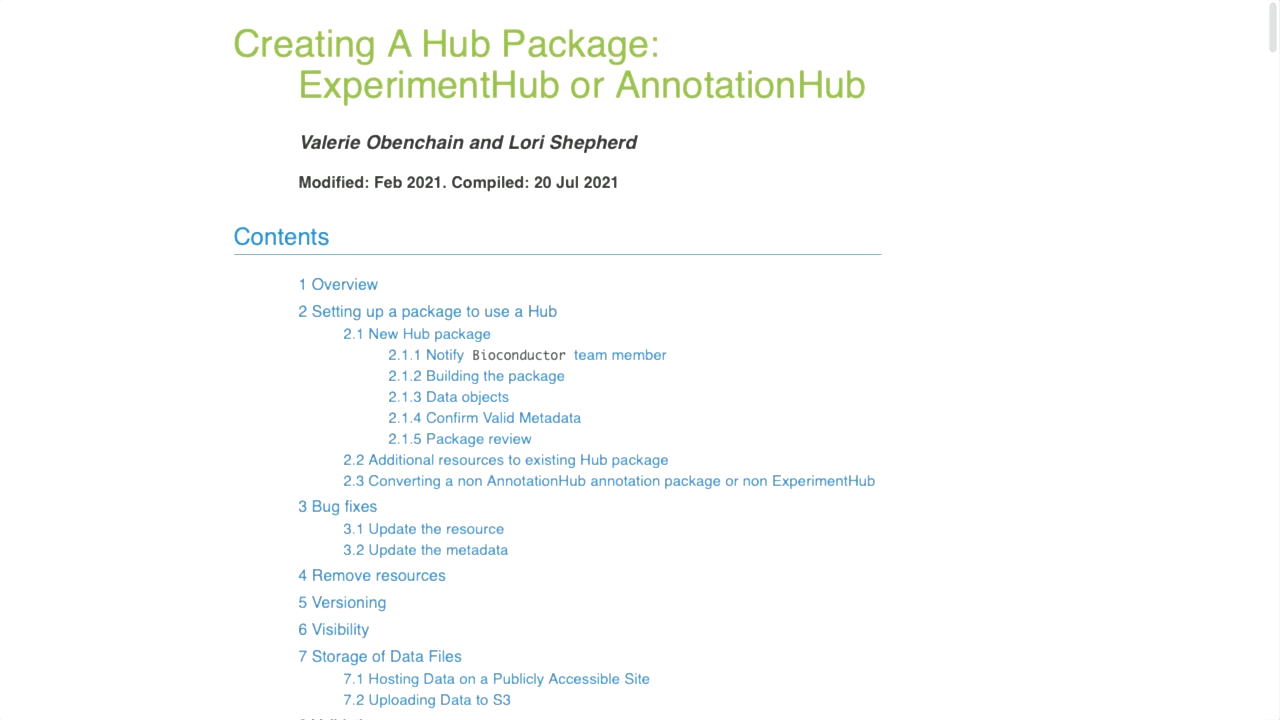 Creating A Hub Package:
ExperimentHub or AnnotationHub
Valerie Obenchain and Lori Shepherd
Modified: Feb 2021. Compiled: 20 Jul 2021
Contents
1 Overview
2 Setting up a package to use a Hub
2.1 New Hub package
2.1.1 Notify Bioconductor team member
2.1.2 Building the package
2.1.3 Data objects
2.1.4 Confirm Valid Metadata
2.1.5 Package review
2.2 Additional resources to existing Hub package
2.3 Converting a non AnnotationHub annotation package or non ExperimentHub
3 Bug fixes
3.1 Update the resource
3.2 Update the metadata
4 Remove resources
5 Versioning
6 Visibility
7 Storage of Data Files
7.1 Hosting Data on a Publicly Accessible Site
7.2 Uploading Data to S3